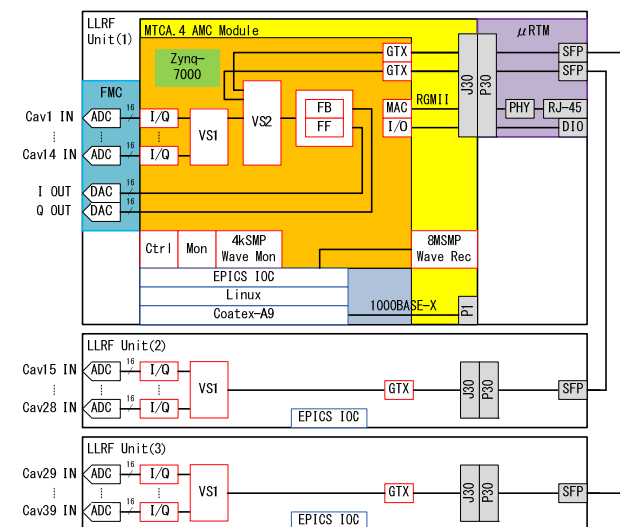 LLRF
Unit(1)
MTCA.4 AMC Module
μRTM
Zynq-
7000
GTX
SFP
GTX
SFP
J30
P30
FMC
RGMII
MAC
PHY
RJ-45
I/O
DIO
Cav1 IN
ADC
16
I/Q
VS1
VS2
FB
FF
Cav14 IN
ADC
16
I/Q
I OUT
DAC
16
Q OUT
DAC
16
Ctrl
Mon
4kSMP
Wave Mon
8MSMP
Wave Rec
EPICS IOC
Linux
Coatex-A9
1000BASE-X
P1
LLRF Unit(2)
Cav15 IN
ADC
16
I/Q
VS1
GTX
J30
P30
SFP
Cav28 IN
ADC
16
I/Q
EPICS IOC
LLRF Unit(3)
Cav29 IN
ADC
16
I/Q
VS1
GTX
J30
P30
SFP
Cav39 IN
ADC
16
I/Q
EPICS IOC